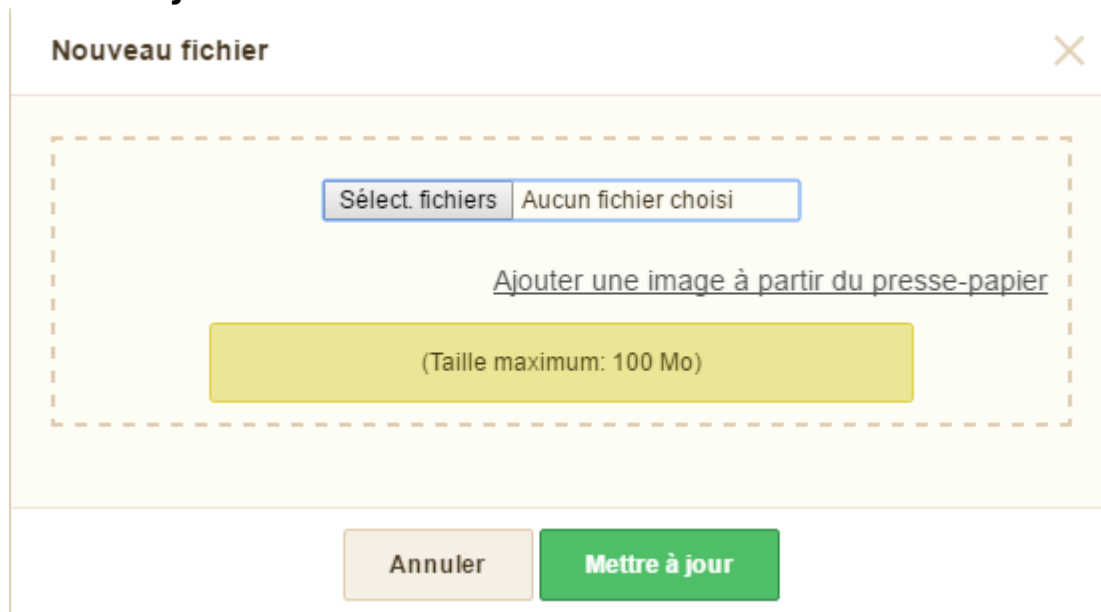 Nouveau fichier
Sélect. fichiers Aucun fichier choisi
Ajouter une image à partir du presse-papier
(Taille maximum: 100 Mo)
Annuler Mettre à jour